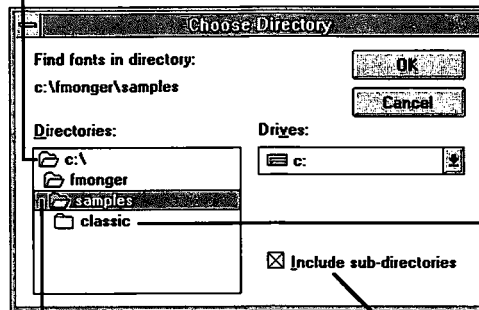 Choose Directory
Find fonts in directory:
c:\fmonger\samples
OK
Cancel
Directories:
Drives:
c:\
fmonger
samples
classic
c:
Include sub-directories